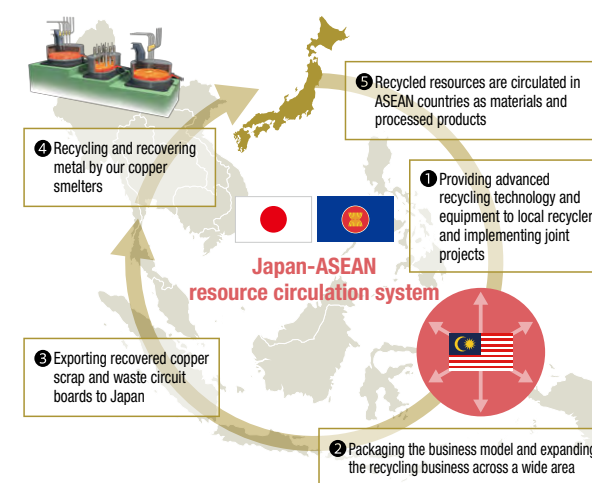 ❺ Recycled resources are circulated in
ASEAN countries as materials and
processed products
❹ Recycling and recovering
metal by our copper
smelters
❶ Providing advanced
recycling technology and
equipment to local recycler
and implementing joint
projects
Japan-ASEAN
resource circulation system
❸ Exporting recovered copper
scrap and waste circuit
boards to Japan
❷ Packaging the business model and expanding
the recycling business across a wide area